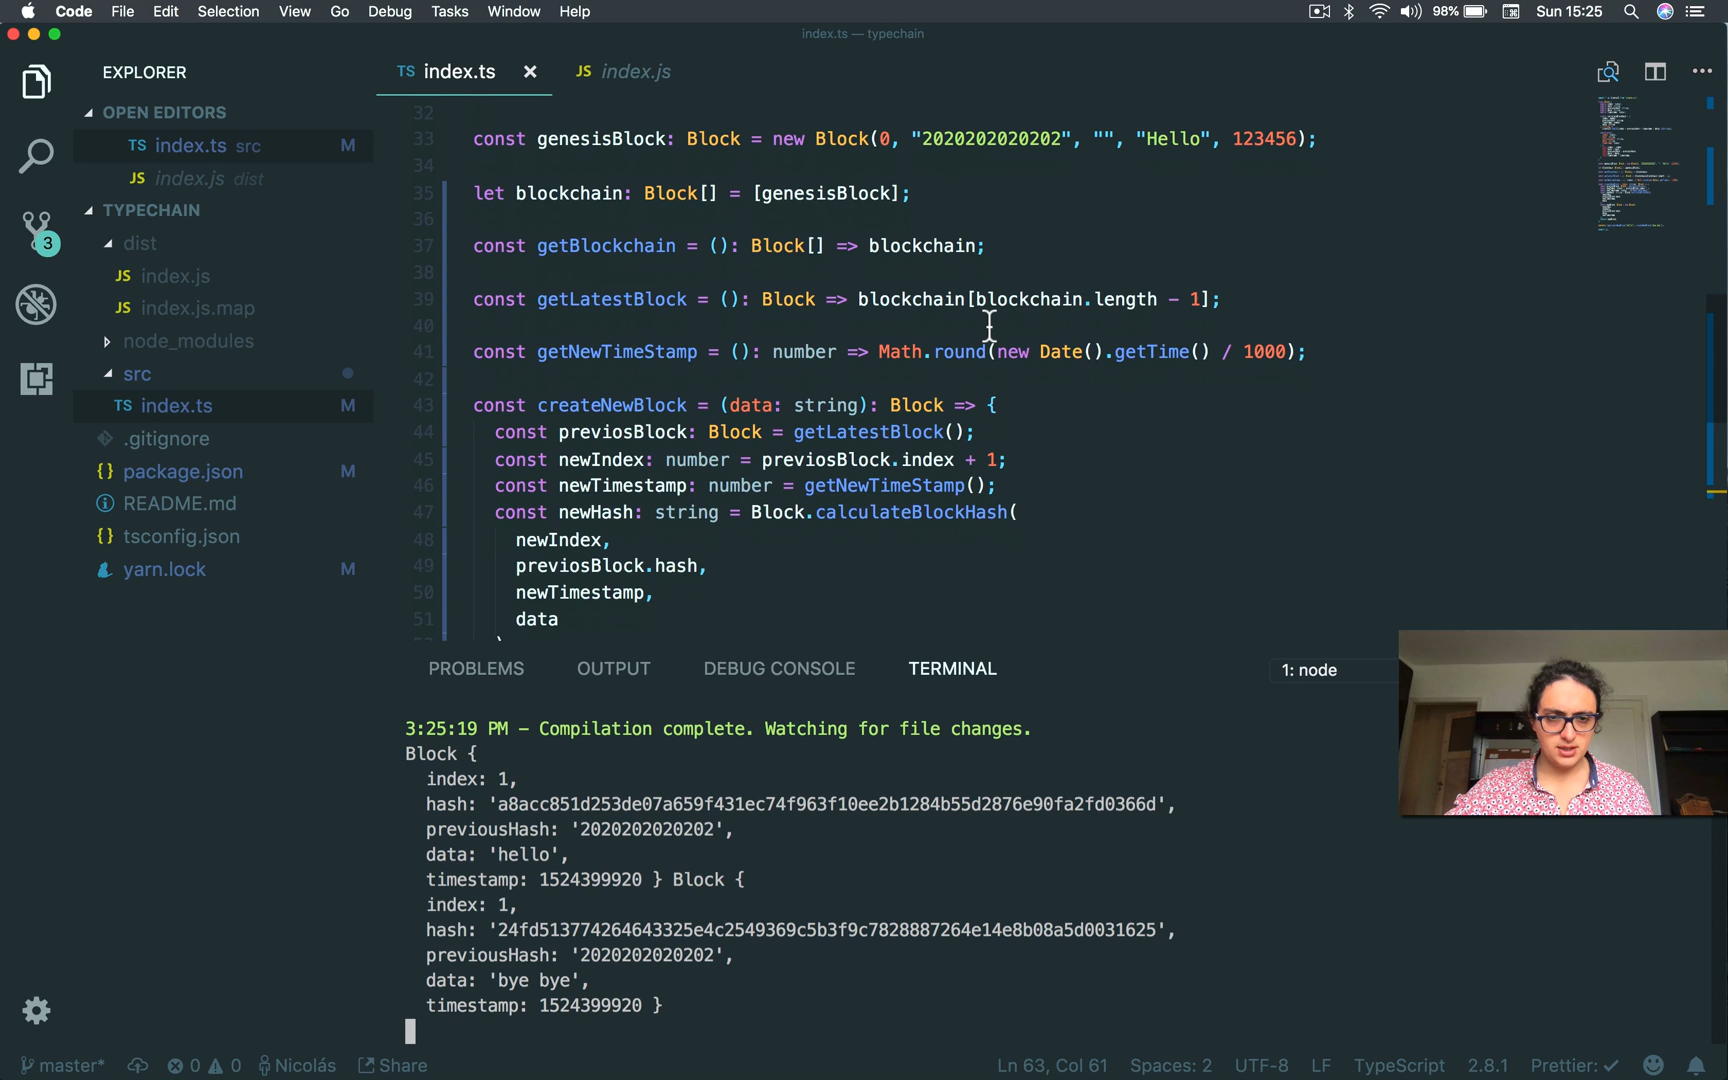 Code File Edit Selection View Go Debug Tasks Window Help 98% Sun 15:25
index.ts — typechain
EXPLORER
TS index.ts × JS index.js
OPEN EDITORS
TS index.ts src M
JS index.js dist
TYPECHAIN
dist
JS index.js
JS index.js.map
node_modules
src
TS index.ts M
.gitignore
{} package.json M
README.md
{} tsconfig.json
yarn.lock M
3
32
33 const genesisBlock: Block = new Block(0, "2020202020202", "", "Hello", 123456);
34
35 let blockchain: Block[] = [genesisBlock];
36
37 const getBlockchain = (): Block[] => blockchain;
38
39 const getLatestBlock = (): Block => blockchain[blockchain.length - 1];
40
41 const getNewTimeStamp = (): number => Math.round(new Date().getTime() / 1000);
42
43 const createNewBlock = (data: string): Block => {
44 const previosBlock: Block = getLatestBlock();
45 const newIndex: number = previosBlock.index + 1;
46 const newTimestamp: number = getNewTimeStamp();
47 const newHash: string = Block.calculateBlockHash(
48 newIndex,
49 previosBlock.hash,
50 newTimestamp,
51 data
PROBLEMS OUTPUT DEBUG CONSOLE TERMINAL 1: node
3:25:19 PM - Compilation complete. Watching for file changes.
Block {
index: 1,
hash: 'a8acc851d253de07a659f431ec74f963f10ee2b1284b55d2876e90fa2fd0366d',
previousHash: '2020202020202',
data: 'hello',
timestamp: 1524399920 } Block {
index: 1,
hash: '24fd513774264643325e4c2549369c5b3f9c7828887264e14e8b08a5d0031625',
previousHash: '2020202020202',
data: 'bye bye',
timestamp: 1524399920 }
master* 0 0 Nicolás Share Ln 63, Col 61 Spaces: 2 UTF-8 LF TypeScript 2.8.1 Prettier: ✓